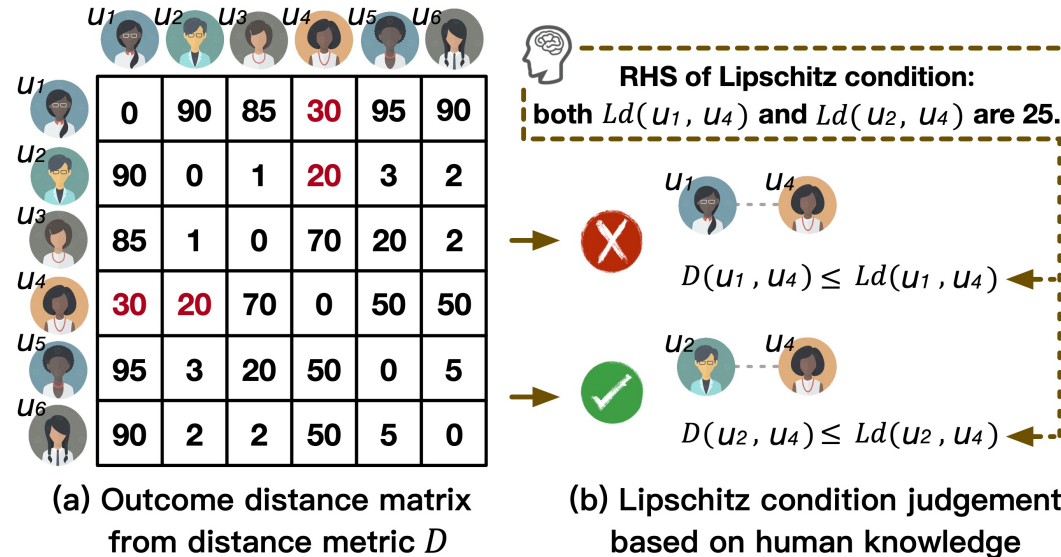 u1 u2 u3 u4 u5 u6
u1 0 90 85 30 95 90
u2 90 0 1 20 3 2
u3 85 1 0 70 20 2
u4 30 20 70 0 50 50
u5 95 3 20 50 0 5
u6 90 2 2 50 5 0
(a) Outcome distance matrix
from distance metric D
RHS of Lipschitz condition:
both Ld(u1, u4) and Ld(u2, u4) are 25.
u1 u4
D(u1, u4) ≤ Ld(u1, u4)
u2 u4
D(u2, u4) ≤ Ld(u2, u4)
(b) Lipschitz condition judgement
based on human knowledge